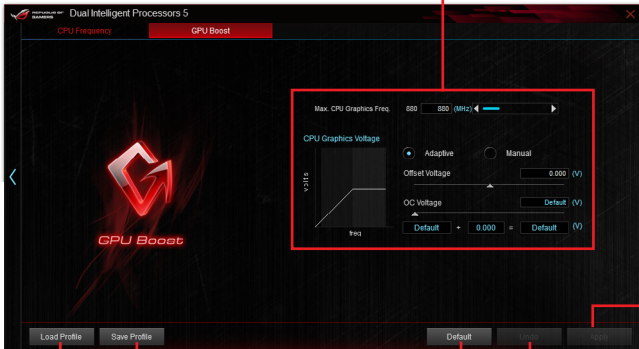 REPUBLIC OF GAMERS Dual Intelligent Processors 5
CPU Frequency GPU Boost
Max. CPU Graphics Freq. 880 880 (MHz)
CPU Graphics Voltage
Adaptive Manual
Offset Voltage 0.000 (V)
volts
OC Voltage Default (V)
Default + 0.000 = Default (V)
freq
GPU Boost
Load Profile Save Profile Default Undo Apply